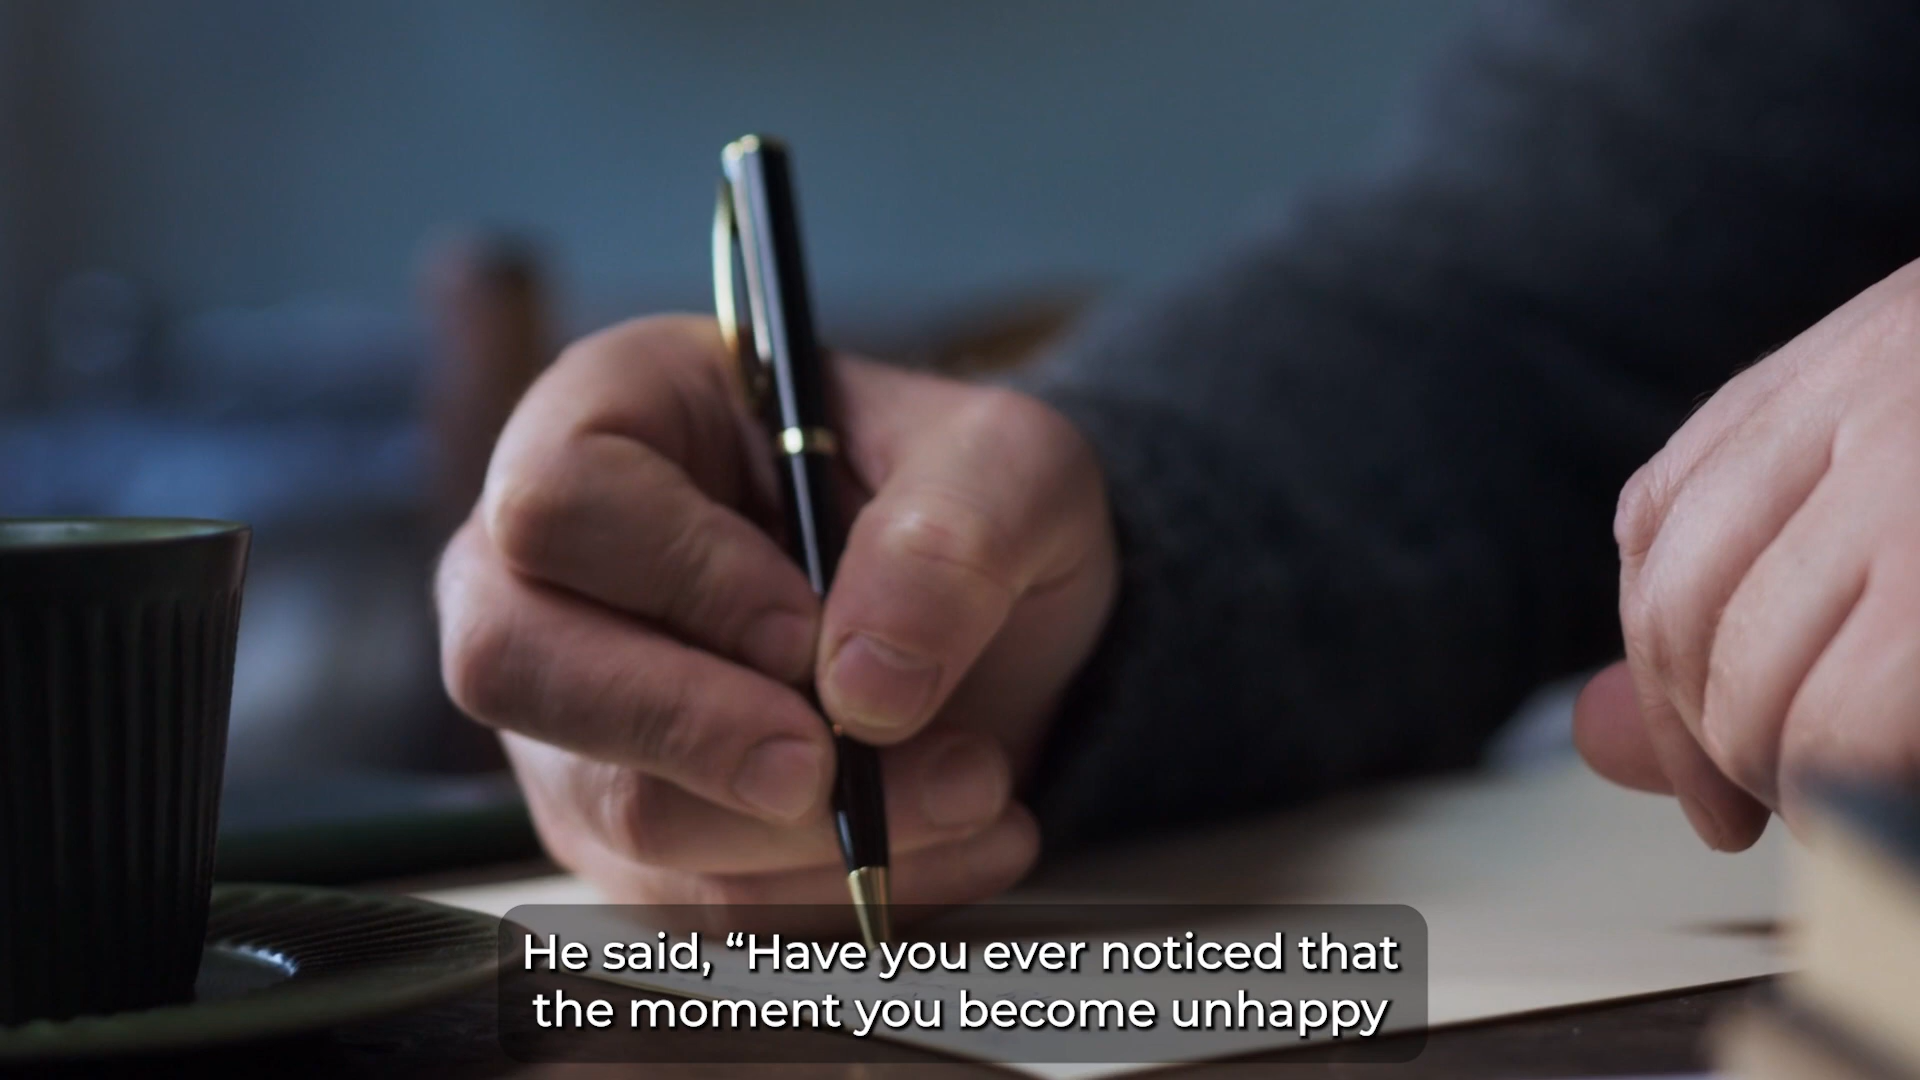 He said, “Have you ever noticed that
the moment you become unhappy